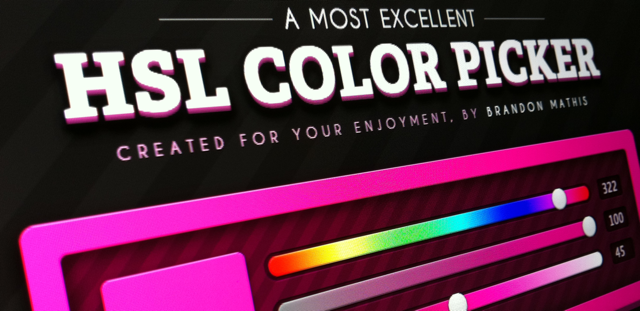 A MOST EXCELLENT
HSL COLOR PICKER
CREATED FOR YOUR ENJOYMENT, BY BRANDON MATHIS
322
100
45